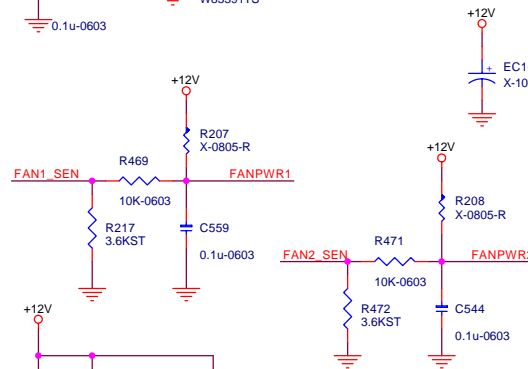 0.1u-0603
+12V
EC1
X-10
+12V
R207
X-0805-R
R469
FAN1_SEN
FANPWR1
10K-0603
R217
3.6KST
C559
0.1u-0603
+12V
R208
X-0805-R
R471
FAN2_SEN
FANPWR2
10K-0603
R472
3.6KST
C544
0.1u-0603
+12V